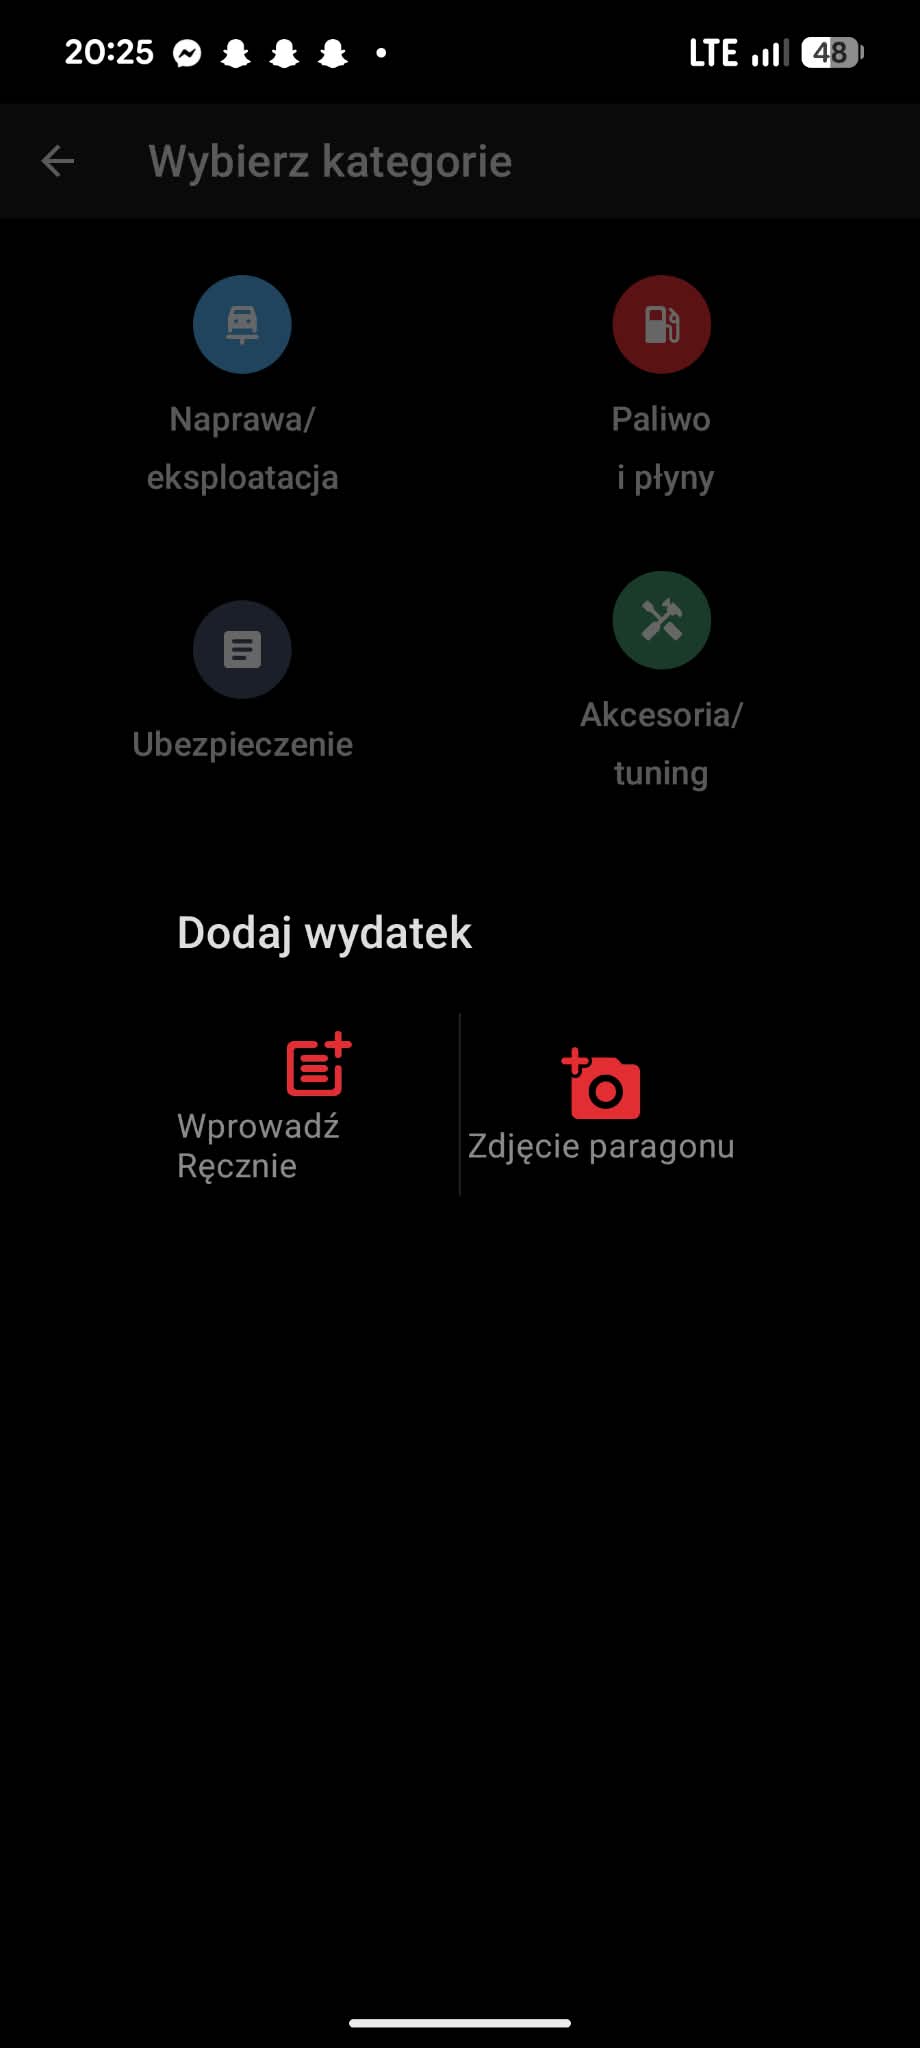 20:25
LTE
48
Wybierz kategorie
Naprawa/
eksploatacja
Paliwo
i płyny
Ubezpieczenie
Akcesoria/
tuning
Dodaj wydatek
Wprowadź
Ręcznie
Zdjęcie paragonu